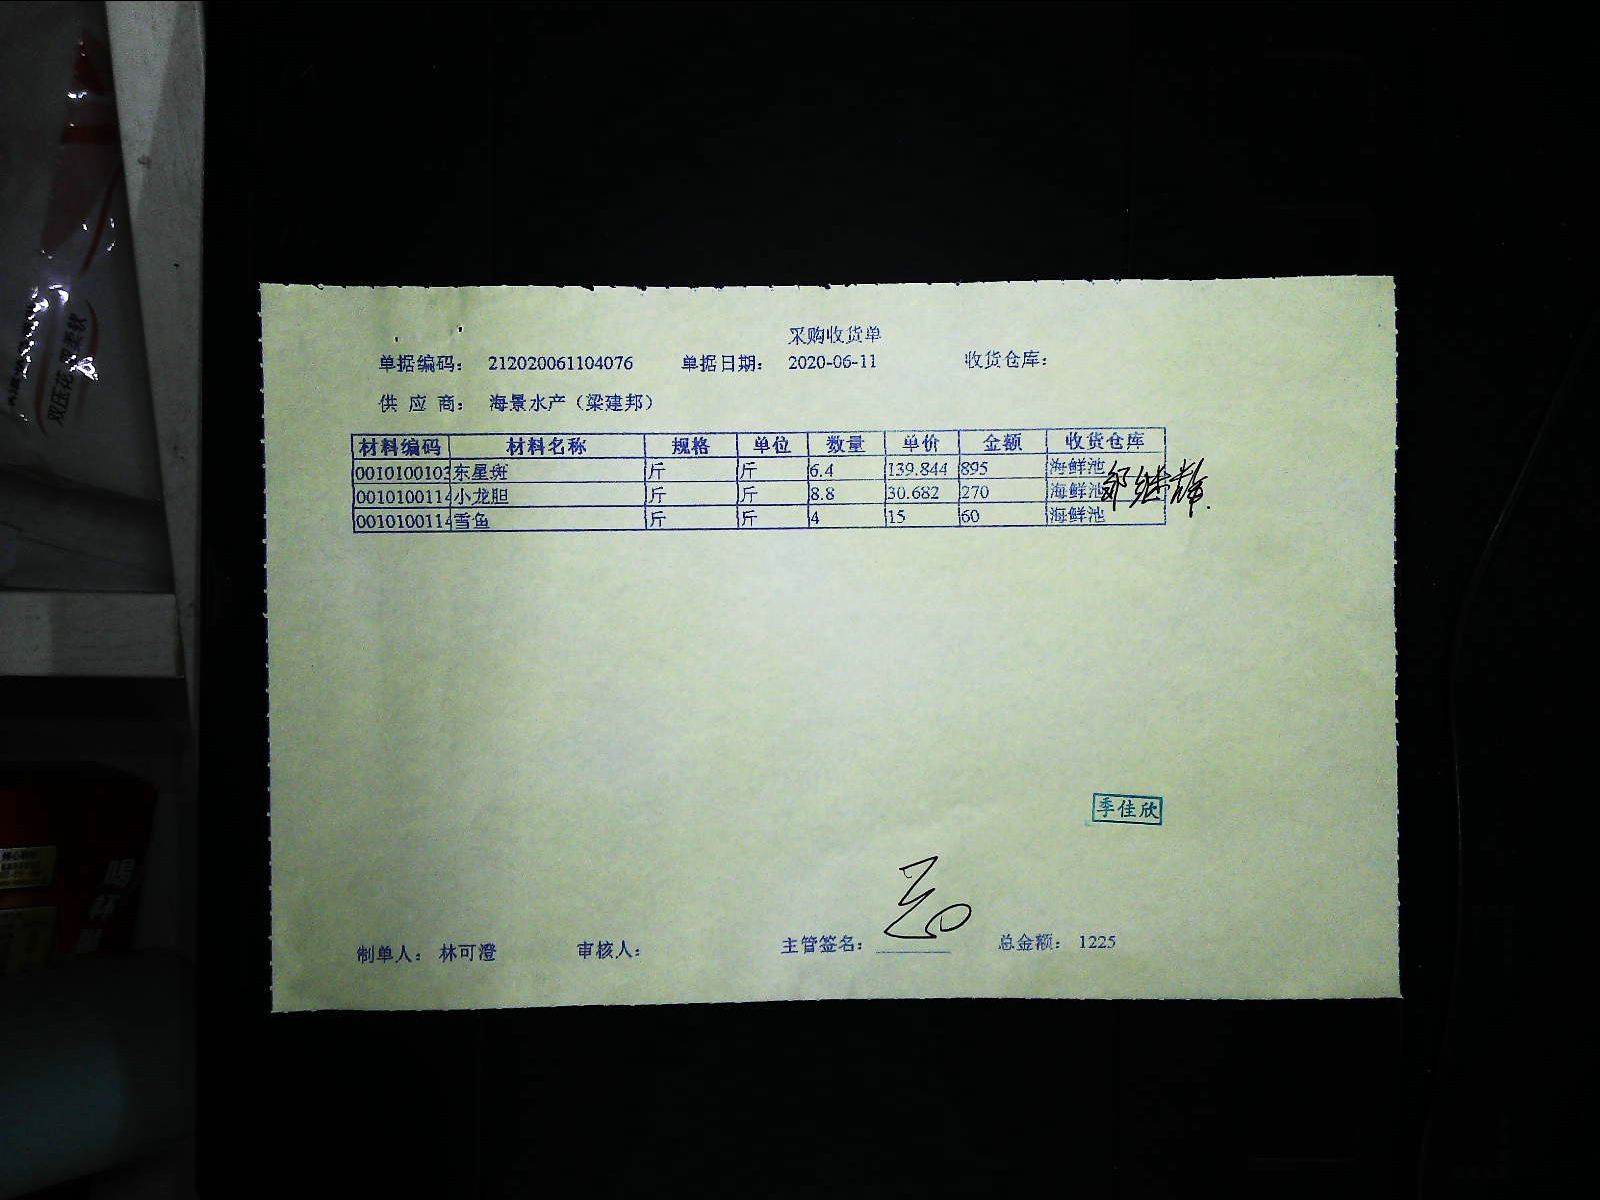 采购收货单
单据编码： 212020061104076 单据日期： 2020-06-11 收货仓库：
供 应 商： 海景水产（梁建邦）
材料编码 材料名称 规格 单位 数量 单价 金额 收货仓库
0010100103 东星斑 斤 斤 6.4 139.844 895 海鲜池
0010100114 小龙胆 斤 斤 8.8 30.682 270 海鲜池
0010100114 雪鱼 斤 斤 4 15 60 海鲜池
季佳欣
制单人： 林可澄 审核人： 主管签名： 总金额： 1225
双压花
喝
杯